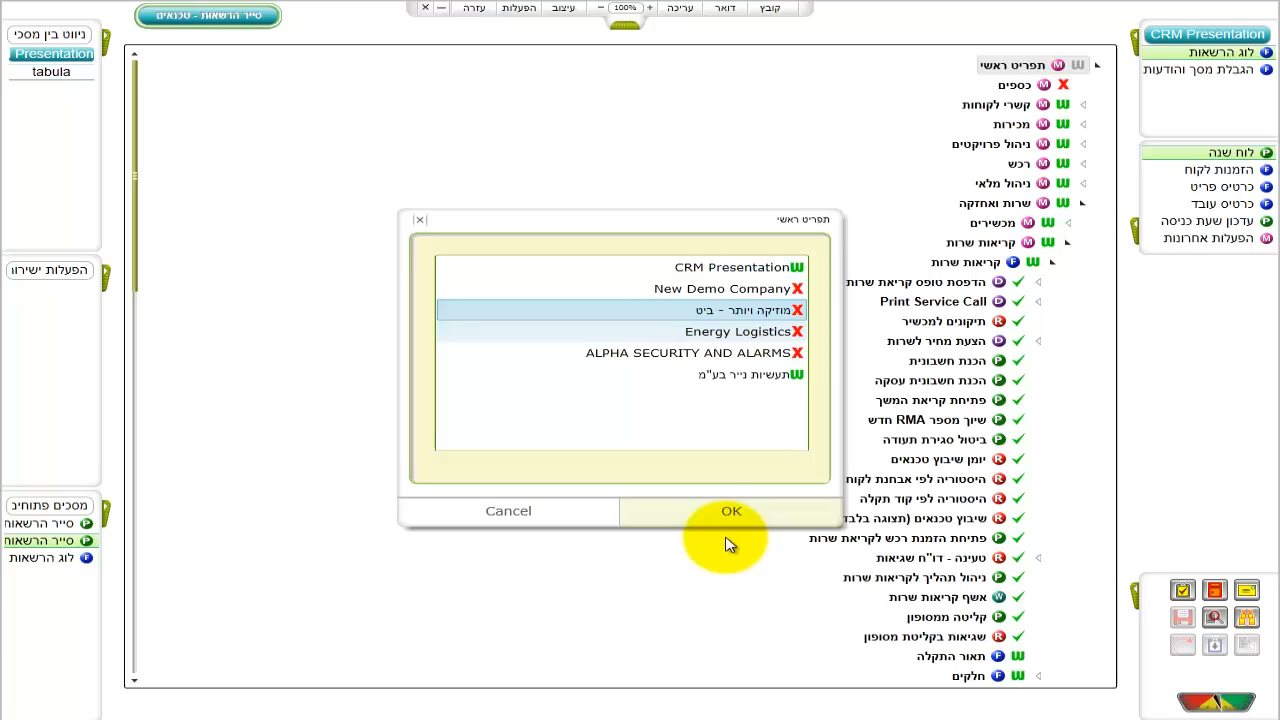 קובץ
דואר
עריכה
100%
עיצוב
הפעלות
עזרה
CRM Presentation
לוג הרשאות
הגבלת מסך והודעות
לוח שנה
הזמנות לקוח
כרטיס פריט
כרטיס עובד
עדכון שעת כניסה
הפעלות אחרונות
סייר הרשאות - טכנאים
תפריט ראשי
כספים
קשרי לקוחות
מכירות
ניהול פרויקטים
רכש
ניהול מלאי
שרות ואחזקה
מכשירים
קריאות שרות
קריאות שרות
הדפסת טופס קריאת שרות
Print Service Call
תיקונים למכשיר
הצעת מחיר לשרות
הכנת חשבונית
הכנת חשבונית עסקה
פתיחת קריאת המשך
שיוך מספר RMA חדש
ביטול סגירת תעודה
יומן שיבוץ טכנאים
היסטוריה לפי אבחנת לקוח
היסטוריה לפי קוד תקלה
שיבוץ טכנאים (תצוגה בלבד
פתיחת הזמנת רכש לקריאת שרות
טעינה - דו"ח שגיאות
ניהול תהליך לקריאות שרות
אשף קריאות שרות
קליטה ממסופון
שגיאות בקליטת מסופון
תאור התקלה
חלקים
תפריט ראשי
CRM Presentation
New Demo Company
מוזיקה ויותר - ביט
Energy Logistics
ALPHA SECURITY AND ALARMS
תעשיות נייר בע"מ
OK
Cancel
ניווט בין מסכי
Presentation
tabula
הפעלות ישירוו
מסכים פתוחים
סייר הרשאות
סייר הרשאות
לוג הרשאות